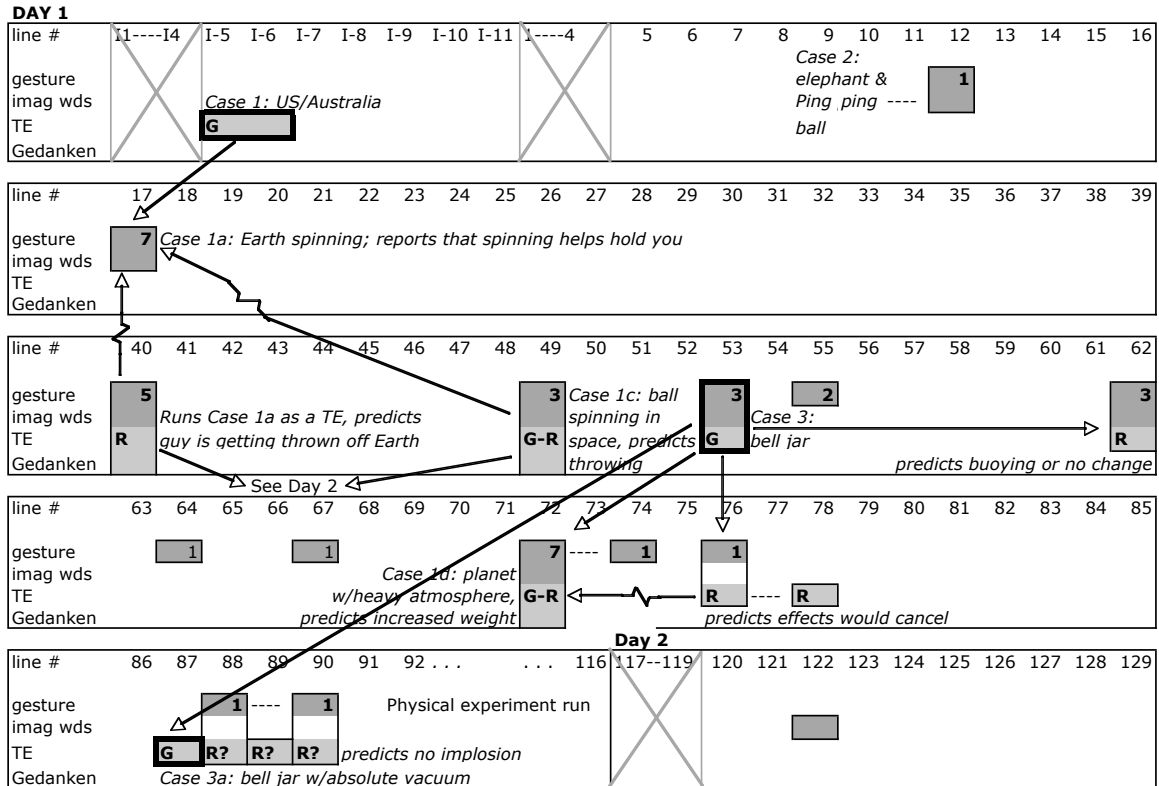 DAY 1
line # I1----I4 I-5 I-6 I-7 I-8 I-9 I-10 I-11 1----4 5 6 7 8 9 10 11 12 13 14 15 16
Case 2:
gesture elephant & 1
imag wds Case 1: US/Australia Ping ping ----
TE G ball
Gedanken
line # 17 18 19 20 21 22 23 24 25 26 27 28 29 30 31 32 33 34 35 36 37 38 39
gesture 7 Case 1a: Earth spinning; reports that spinning helps hold you
imag wds
TE
Gedanken
line # 40 41 42 43 44 45 46 47 48 49 50 51 52 53 54 55 56 57 58 59 60 61 62
gesture 5 3 Case 1c: ball 3 2 3
imag wds Runs Case 1a as a TE, predicts spinning in Case 3:
TE R guy is getting thrown off Earth G-R space, predicts G bell jar R
Gedanken throwing predicts buoying or no change
See Day 2
line # 63 64 65 66 67 68 69 70 71 72 73 74 75 76 77 78 79 80 81 82 83 84 85
gesture 1 1 7 ---- 1 1
imag wds Case 1d: planet
TE w/heavy atmosphere, G-R R ---- R
Gedanken predicts increased weight predicts effects would cancel
Day 2
line # 86 87 88 89 90 91 92 . . . . . . 116 117--119 120 121 122 123 124 125 126 127 128 129
gesture 1 ---- 1 Physical experiment run
imag wds
TE G R? R? R? predicts no implosion
Gedanken Case 3a: bell jar w/absolute vacuum